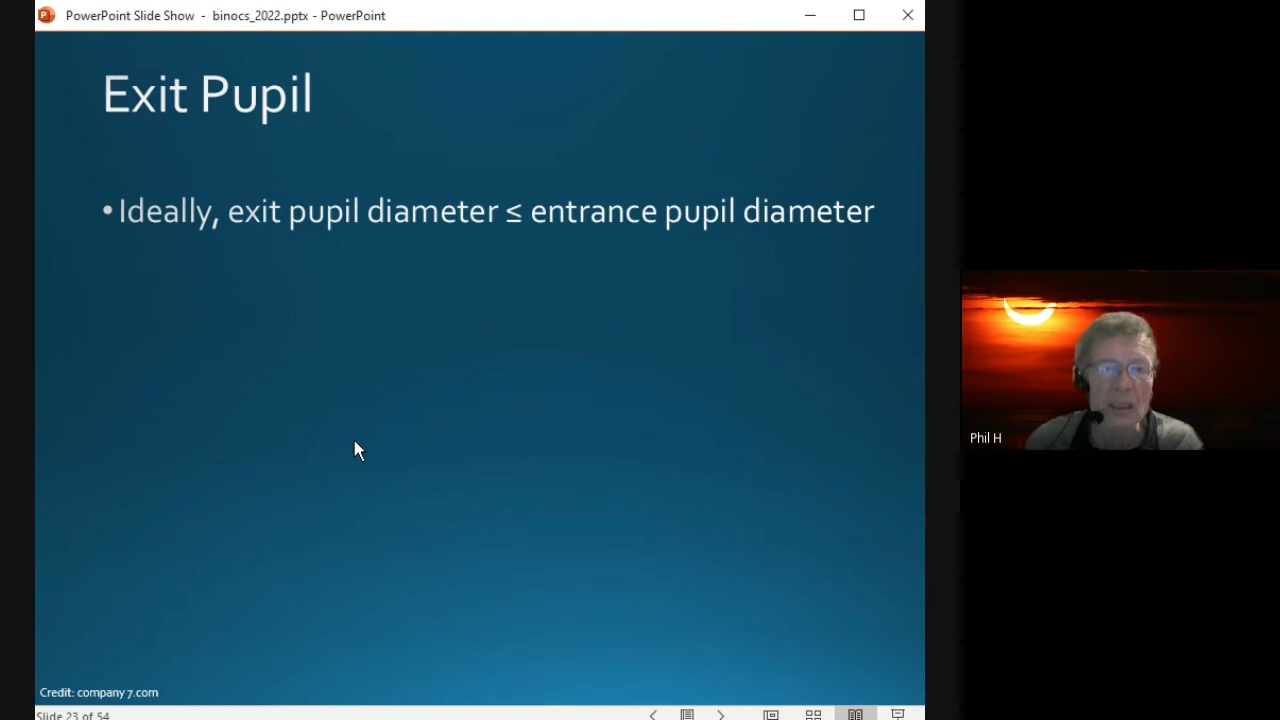 PowerPoint Slide Show - binocs_2022.pptx - PowerPoint
Exit Pupil
•Ideally, exit pupil diameter ≤ entrance pupil diameter
Phil H
Credit: company 7.com
Slide 23 of 54